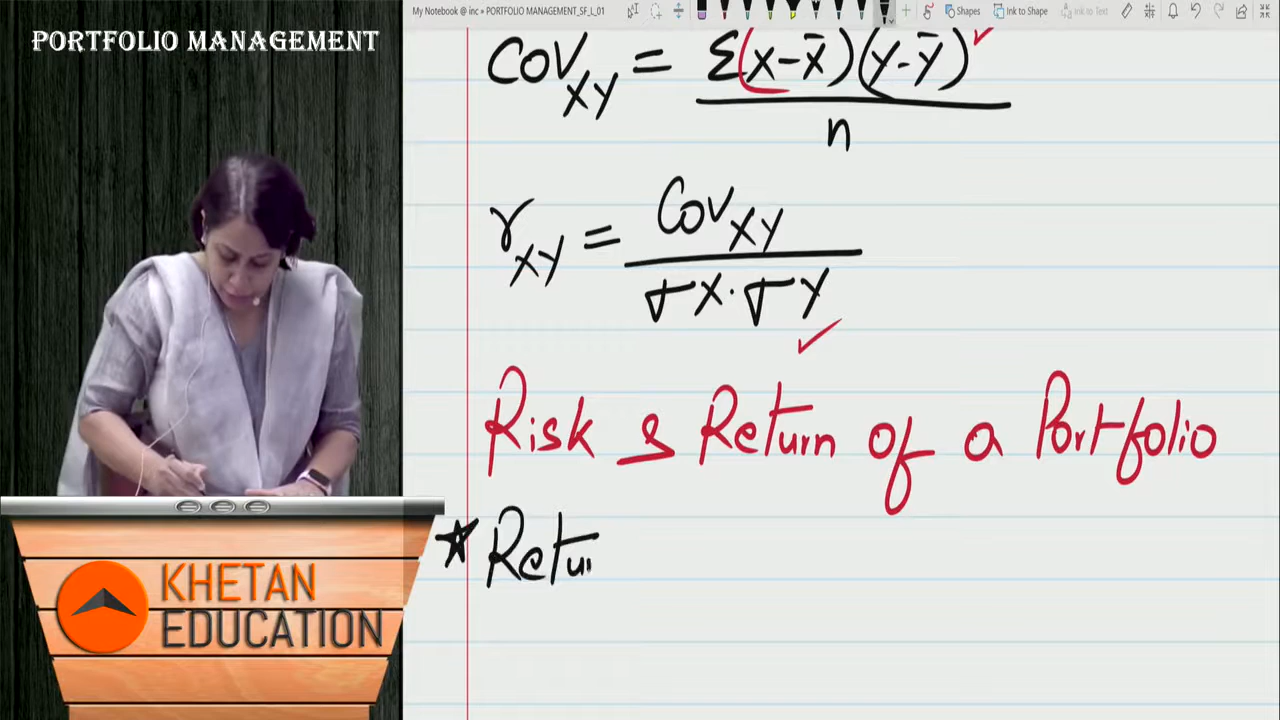 PORTFOLIO MANAGEMENT
My Notebook @ inc » PORTFOLIO MANAGEMENT_SF_L_01
Shapes
Ink to Shape
Ink to Text
COV XY = Σ(x-x̄)(y-ȳ)
n
r XY = Cov XY
σX·σY
Risk & Return of a Portfolio
★ Retu
KHETAN
EDUCATION